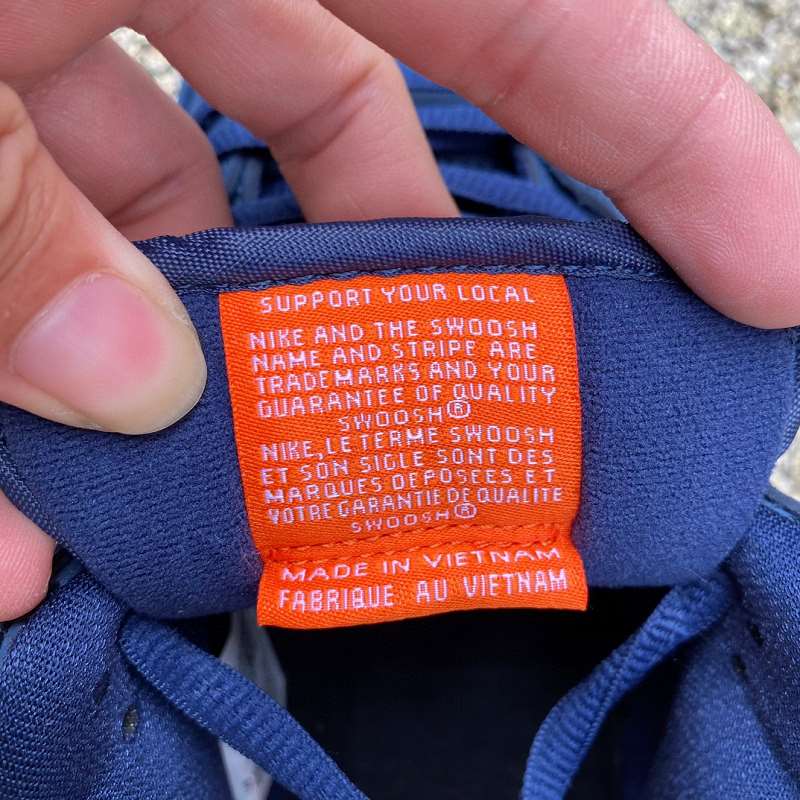 SUPPORT YOUR LOCAL
NIKE AND THE SWOOSH
NAME AND STRIPE ARE
TRADEMARKS AND YOUR
GUARANTEE OF QUALITY
SWOOSH®
NIKE, LE TERME SWOOSH
ET SON SIGLE SONT DES
MARQUES DEPOSEES ET
VOTRE GARANTIE DE QUALITE
SWOOSH®
MADE IN VIETNAM
FABRIQUE AU VIETNAM